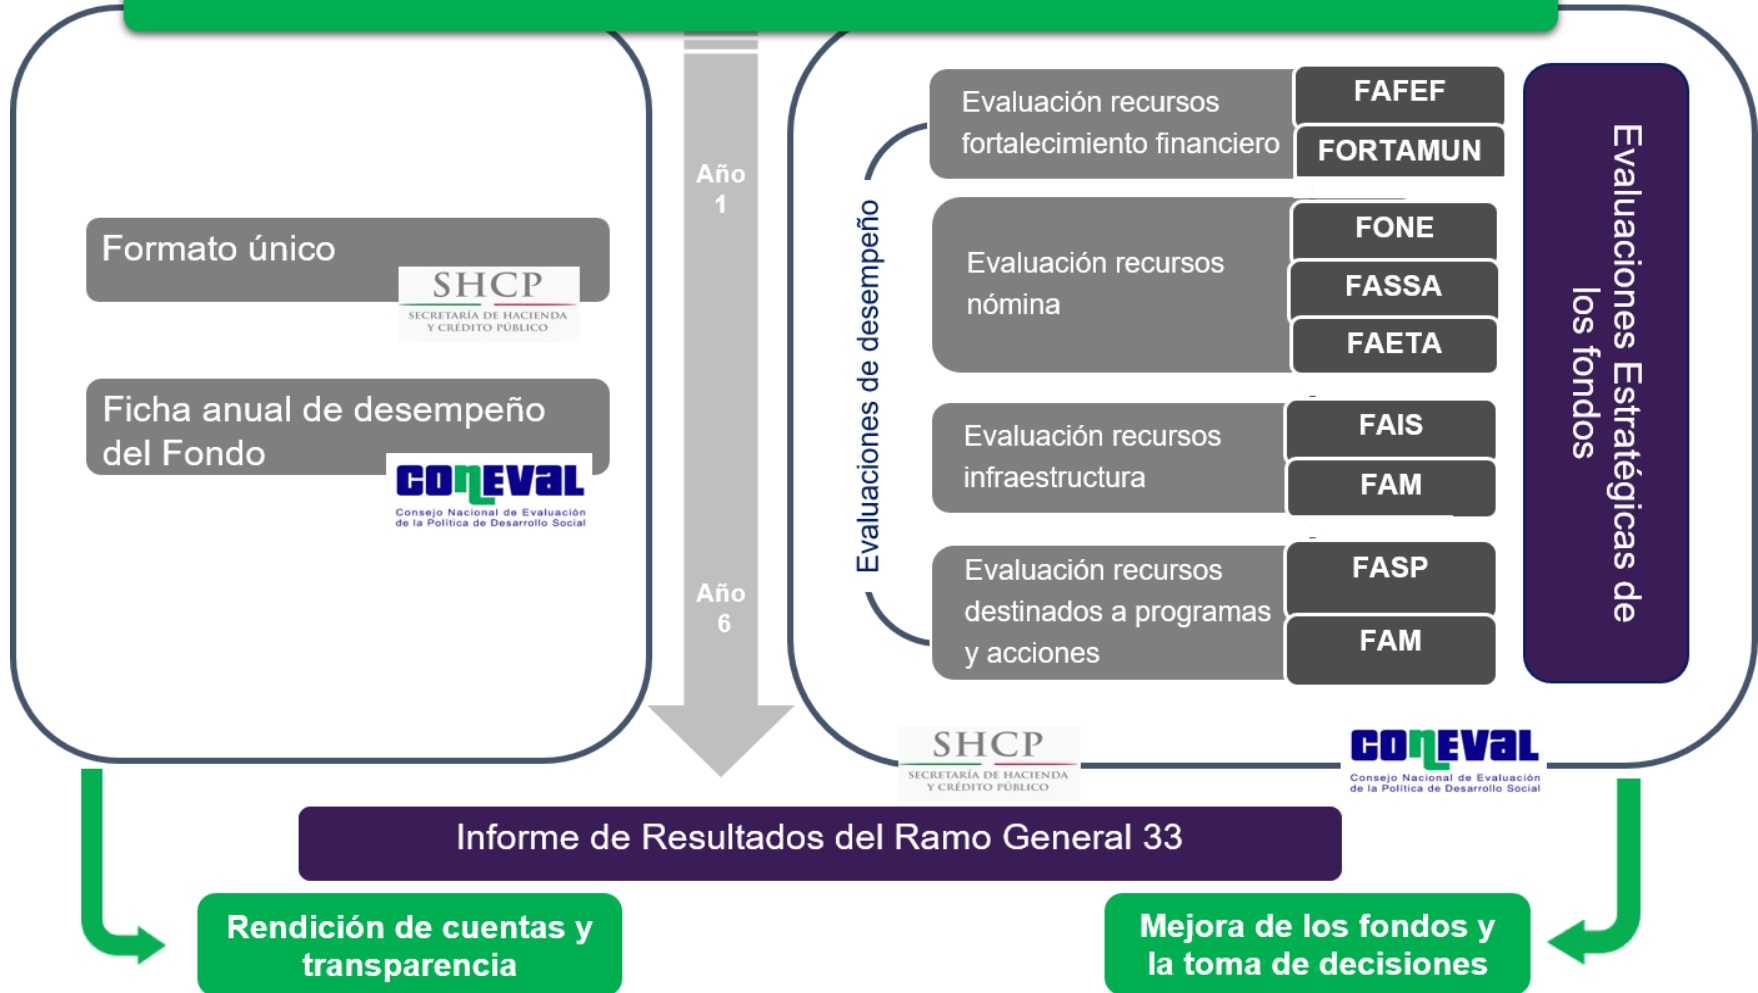 Formato único
SHCP
SECRETARÍA DE HACIENDA
Y CRÉDITO PÚBLICO
Ficha anual de desempeño
del Fondo
CONEVAL
Consejo Nacional de Evaluación
de la Política de Desarrollo Social
Año
1
Año
6
Evaluaciones de desempeño
Evaluación recursos
fortalecimiento financiero
FAFEF
FORTAMUN
Evaluación recursos
nómina
FONE
FASSA
FAETA
Evaluación recursos
infraestructura
FAIS
FAM
Evaluación recursos
destinados a programas
y acciones
FASP
FAM
Evaluaciones Estratégicas de
los fondos
SHCP
SECRETARÍA DE HACIENDA
Y CRÉDITO PÚBLICO
CONEVAL
Consejo Nacional de Evaluación
de la Política de Desarrollo Social
Informe de Resultados del Ramo General 33
Rendición de cuentas y
transparencia
Mejora de los fondos y
la toma de decisiones